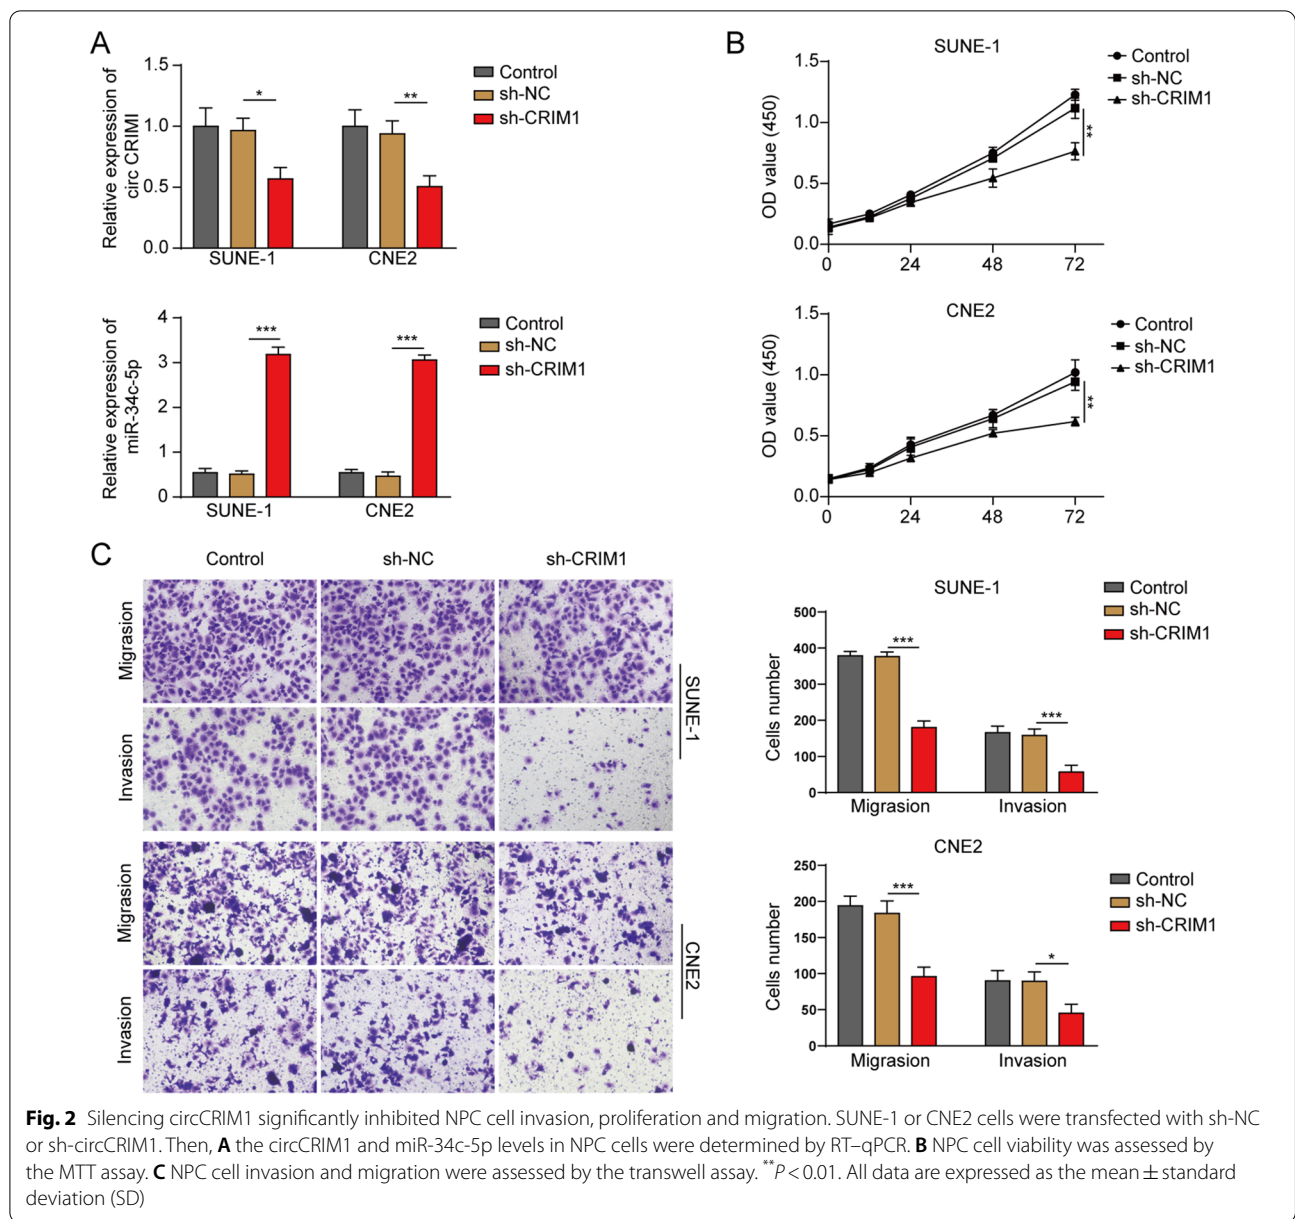 A
Relative expression of
circ CRIMI
1.5
1.0
0.5
0.0
*
**
SUNE-1
CNE2
Control
sh-NC
sh-CRIM1
Relative expression of
miR-34c-5p
4
3
2
1
0
***
***
SUNE-1
CNE2
Control
sh-NC
sh-CRIM1
B
SUNE-1
OD value (450)
1.5
1.0
0.5
0.0
0
24
48
72
**
Control
sh-NC
sh-CRIM1
CNE2
OD value (450)
1.5
1.0
0.5
0.0
0
24
48
72
**
Control
sh-NC
sh-CRIM1
C
Control
sh-NC
sh-CRIM1
Migrasion
Invasion
SUNE-1
Migrasion
Invasion
CNE2
SUNE-1
Cells number
500
400
300
200
100
0
***
***
Migrasion
Invasion
Control
sh-NC
sh-CRIM1
CNE2
Cells number
250
200
150
100
50
0
***
*
Migrasion
Invasion
Control
sh-NC
sh-CRIM1
Fig. 2 Silencing circCRIM1 significantly inhibited NPC cell invasion, proliferation and migration. SUNE-1 or CNE2 cells were transfected with sh-NC
or sh-circCRIM1. Then, A the circCRIM1 and miR-34c-5p levels in NPC cells were determined by RT–qPCR. B NPC cell viability was assessed by
the MTT assay. C NPC cell invasion and migration were assessed by the transwell assay. **P < 0.01. All data are expressed as the mean ± standard
deviation (SD)